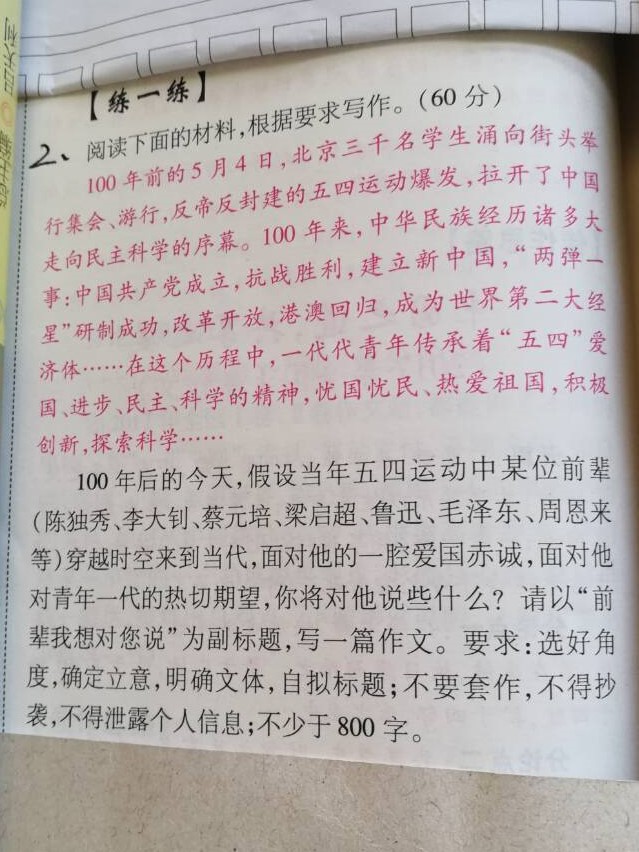 【练一练】
2、阅读下面的材料,根据要求写作。(60分)
100年前的5月4日,北京三千名学生涌向街头举
行集会、游行,反帝反封建的五四运动爆发,拉开了中国
走向民主科学的序幕。100年来,中华民族经历诸多大
事:中国共产党成立,抗战胜利,建立新中国,“两弹一
星”研制成功,改革开放,港澳回归,成为世界第二大经
济体……在这个历程中,一代代青年传承着“五四”爱
国、进步、民主、科学的精神,忧国忧民、热爱祖国,积极
创新,探索科学……
100年后的今天,假设当年五四运动中某位前辈
(陈独秀、李大钊、蔡元培、梁启超、鲁迅、毛泽东、周恩来
等)穿越时空来到当代,面对他的一腔爱国赤诚,面对他
对青年一代的热切期望,你将对他说些什么？请以“前
辈我想对您说”为副标题,写一篇作文。要求:选好角
度,确定立意,明确文体,自拟标题;不要套作,不得抄
袭,不得泄露个人信息;不少于800字。